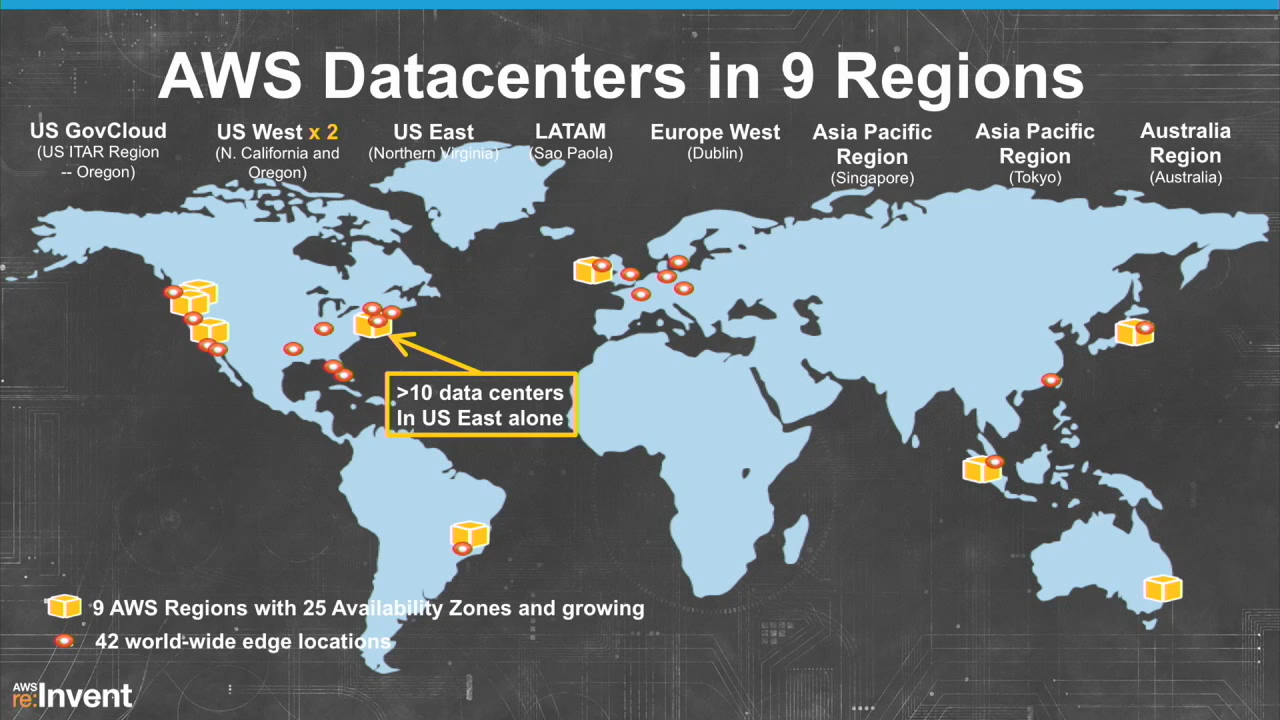 AWS Datacenters in 9 Regions
US GovCloud
(US ITAR Region
-- Oregon)
US West x 2
(N. California and
Oregon)
US East
(Northern Virginia)
LATAM
(Sao Paola)
Europe West
(Dublin)
Asia Pacific
Region
(Singapore)
Asia Pacific
Region
(Tokyo)
Australia
Region
(Australia)
>10 data centers
In US East alone
9 AWS Regions with 25 Availability Zones and growing
42 world-wide edge locations
AWS
re:Invent